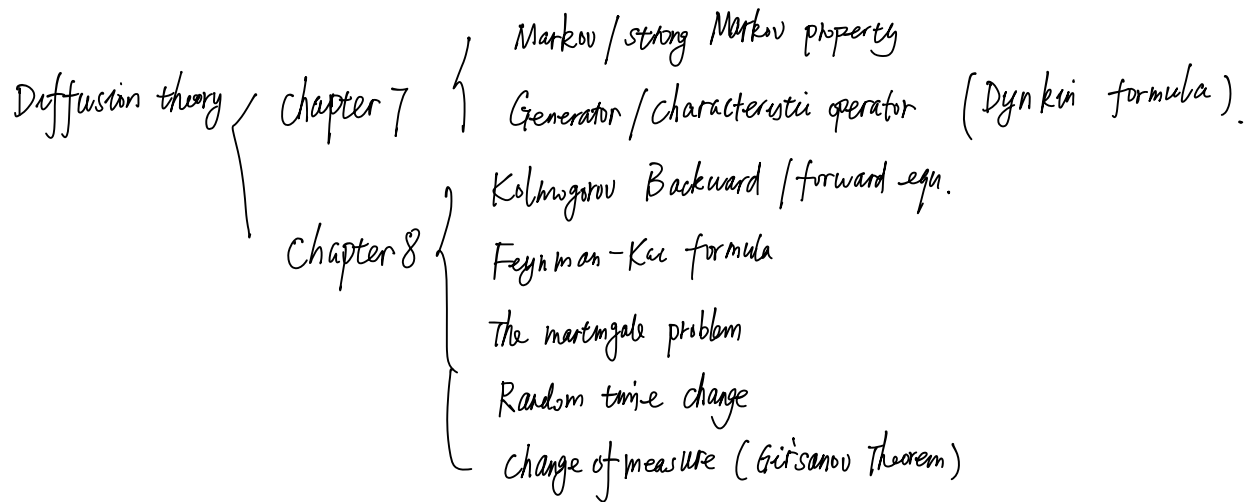 Markov / strong Markov property
Diffusion theory chapter 7
Generator / characteristic operator (Dynkin formula).
Kolmogorov Backward / forward eqn.
chapter 8
Feynman-Kac formula
The martingale problem
Random time change
change of measure (Girsanov Theorem)